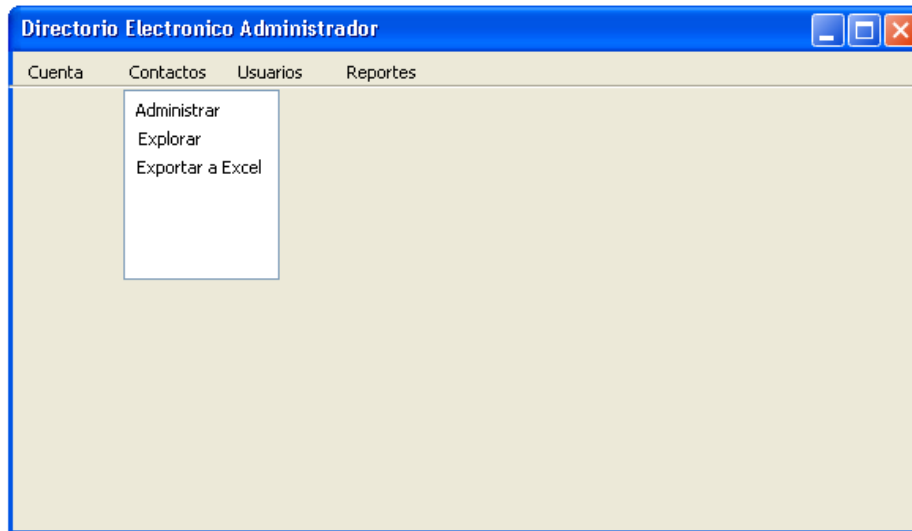 Directorio Electronico Administrador
Cuenta Contactos Usuarios Reportes
Administrar
Explorar
Exportar a Excel